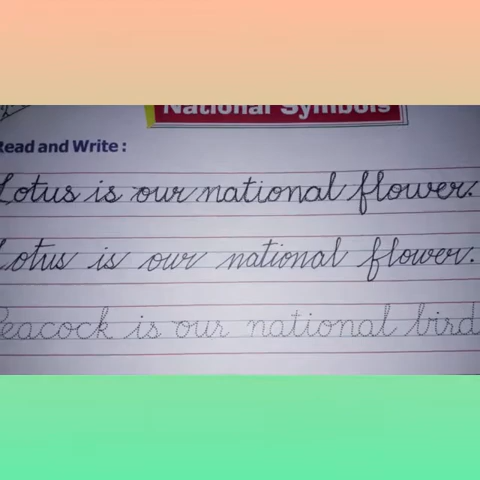 National Symbols
Read and Write :
Lotus is our national flower.
Lotus is our national flower.
Peacock is our national bird